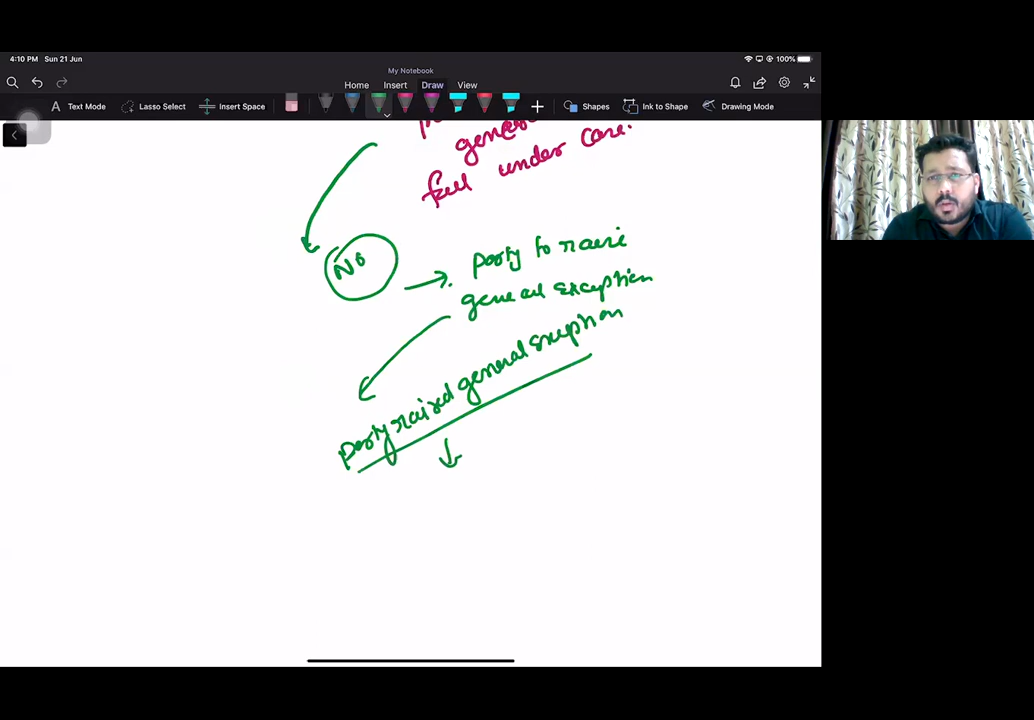 4:10 PM Sun 21 Jun
100%
My Notebook
Home Insert Draw View
A Text Mode Lasso Select Insert Space Shapes Ink to Shape Drawing Mode
fall under case.
NO
party to raise
general exception
party raised general exception